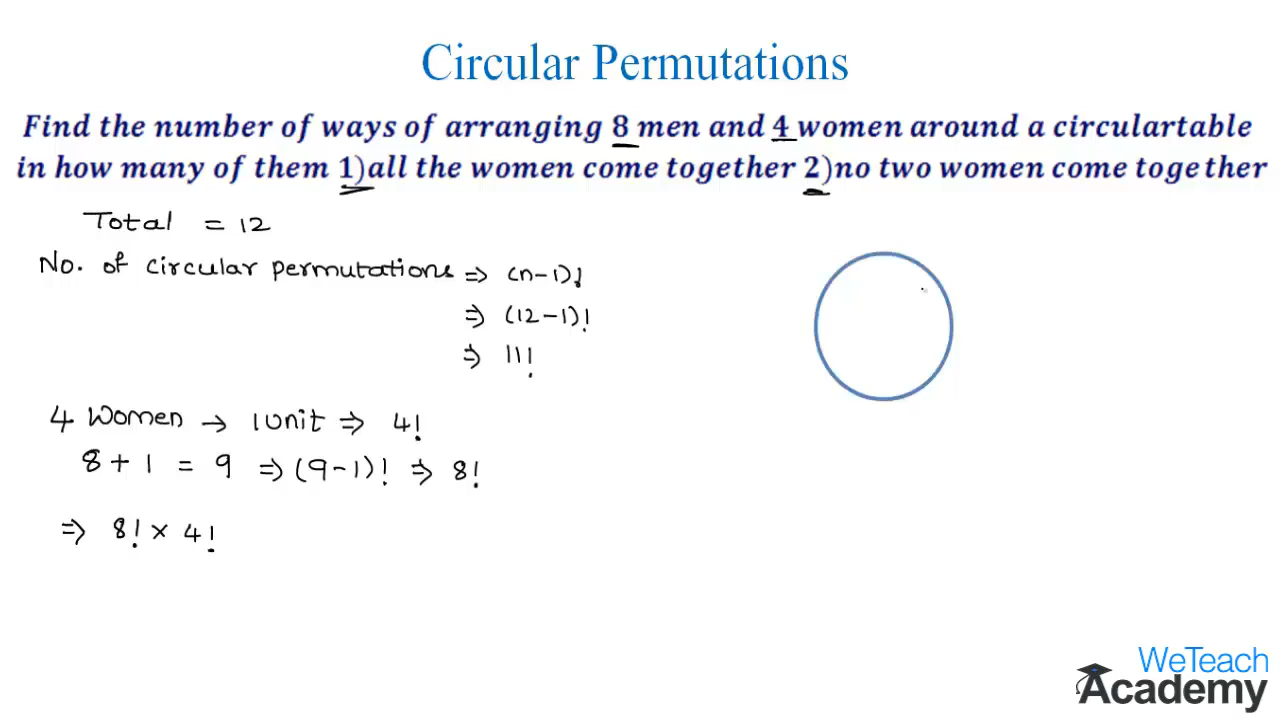 Circular Permutations
Find the number of ways of arranging 8 men and 4 women around a circulartable
in how many of them 1)all the women come together 2)no two women come together
Total = 12
No. of circular permutations ⇒ (n-1)!
⇒ (12-1)!
⇒ 11!
4 Women → 1 Unit ⇒ 4!
8 + 1 = 9 ⇒ (9-1)! ⇒ 8!
⇒ 8! × 4!
WeTeach
Academy